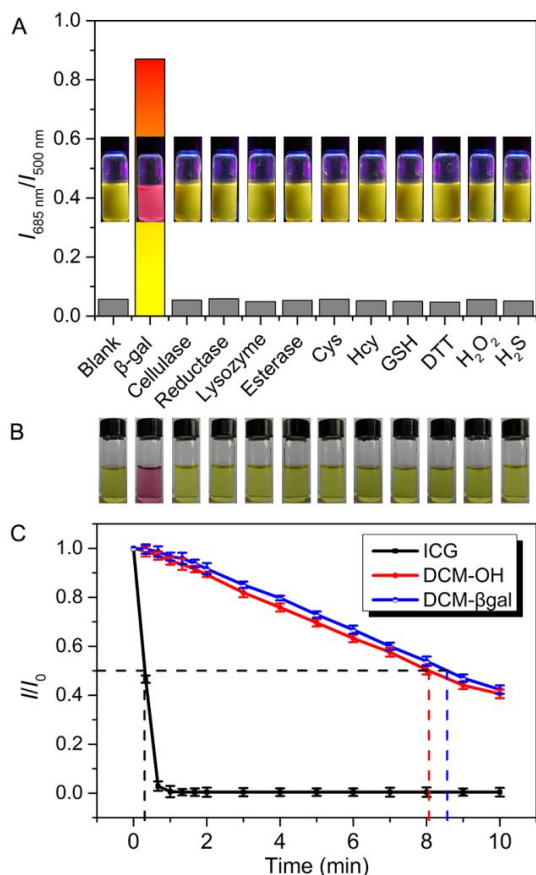 A
I685 nm/I500 nm
1.0
0.8
0.6
0.4
0.2
0.0
Blank
β-gal
Cellulase
Reductase
Lysozyme
Esterase
Cys
Hcy
GSH
DTT
H2O2
H2S
B
C
I/I0
1.0
0.8
0.6
0.4
0.2
0.0
ICG
DCM-OH
DCM-βgal
0 2 4 6 8 10
Time (min)